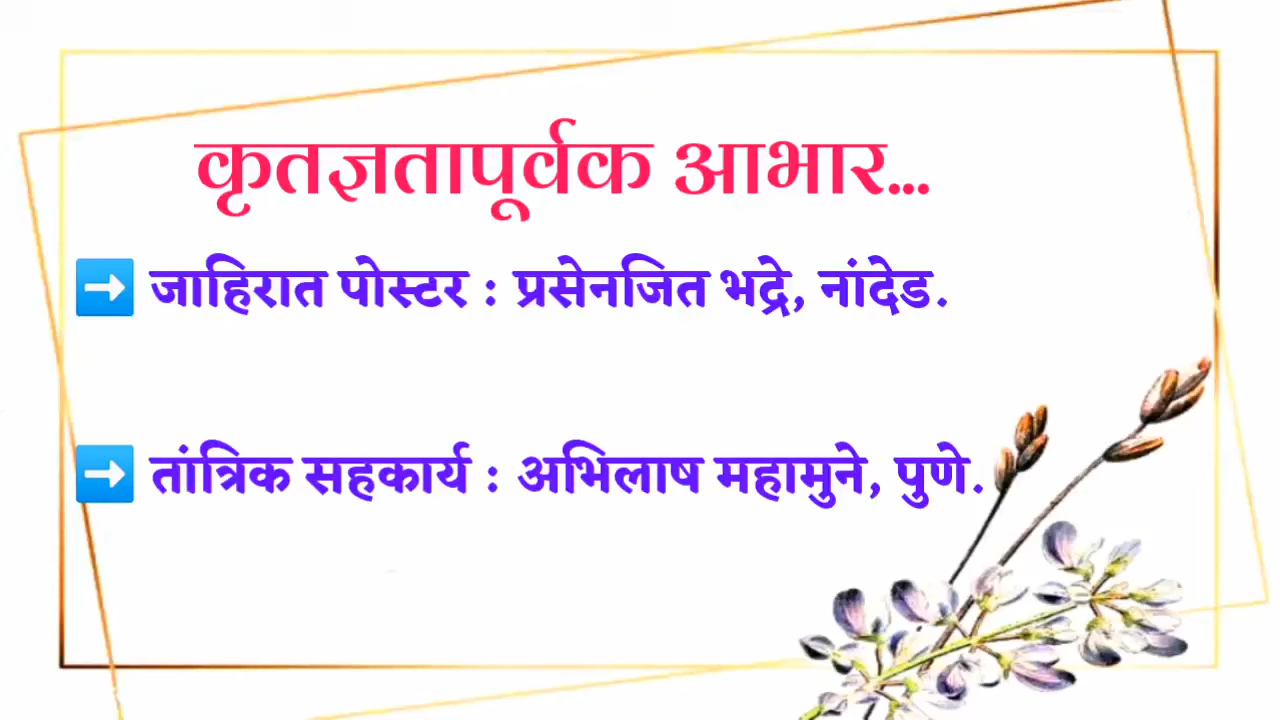 कृतज्ञतापूर्वक आभार...
➡️ जाहिरात पोस्टर : प्रसेनजित भद्रे, नांदेड.
➡️ तांत्रिक सहकार्य : अभिलाष महामुने, पुणे.